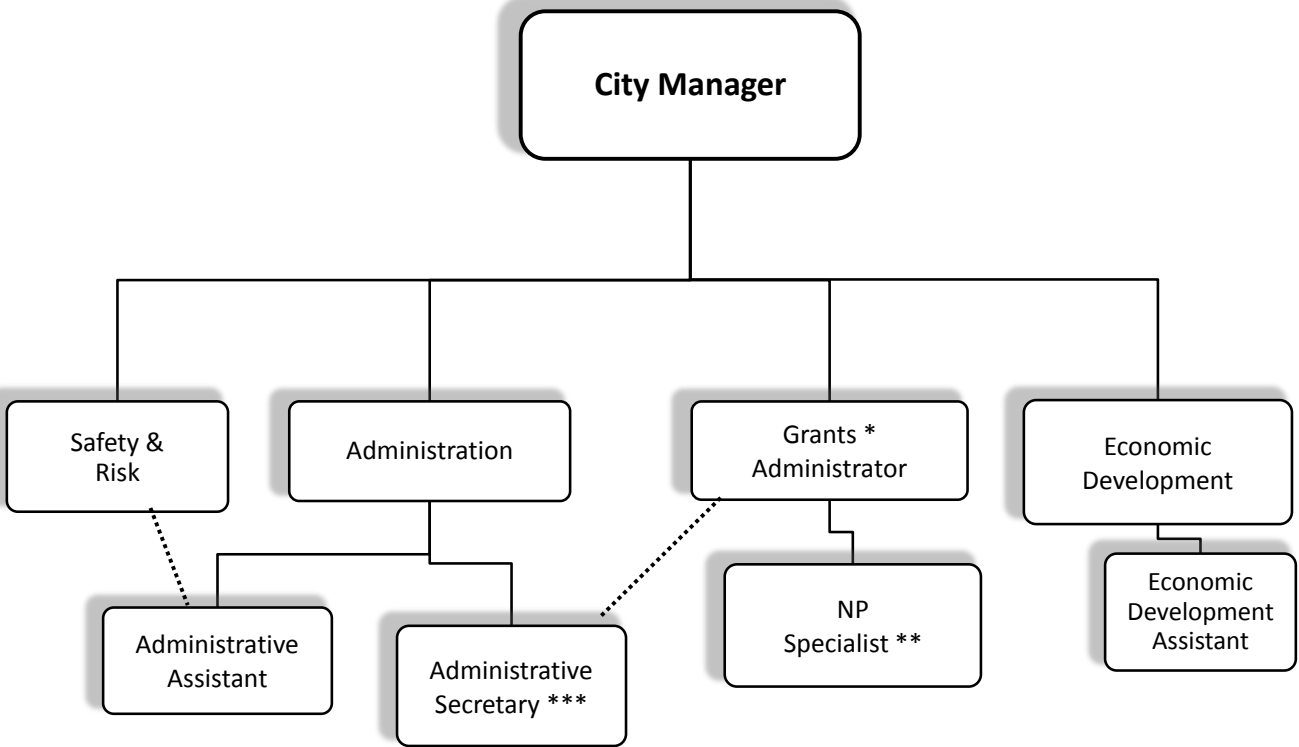 City Manager
Safety &
Risk
Administration
Grants *
Administrator
Economic
Development
Administrative
Assistant
Administrative
Secretary ***
NP
Specialist **
Economic
Development
Assistant